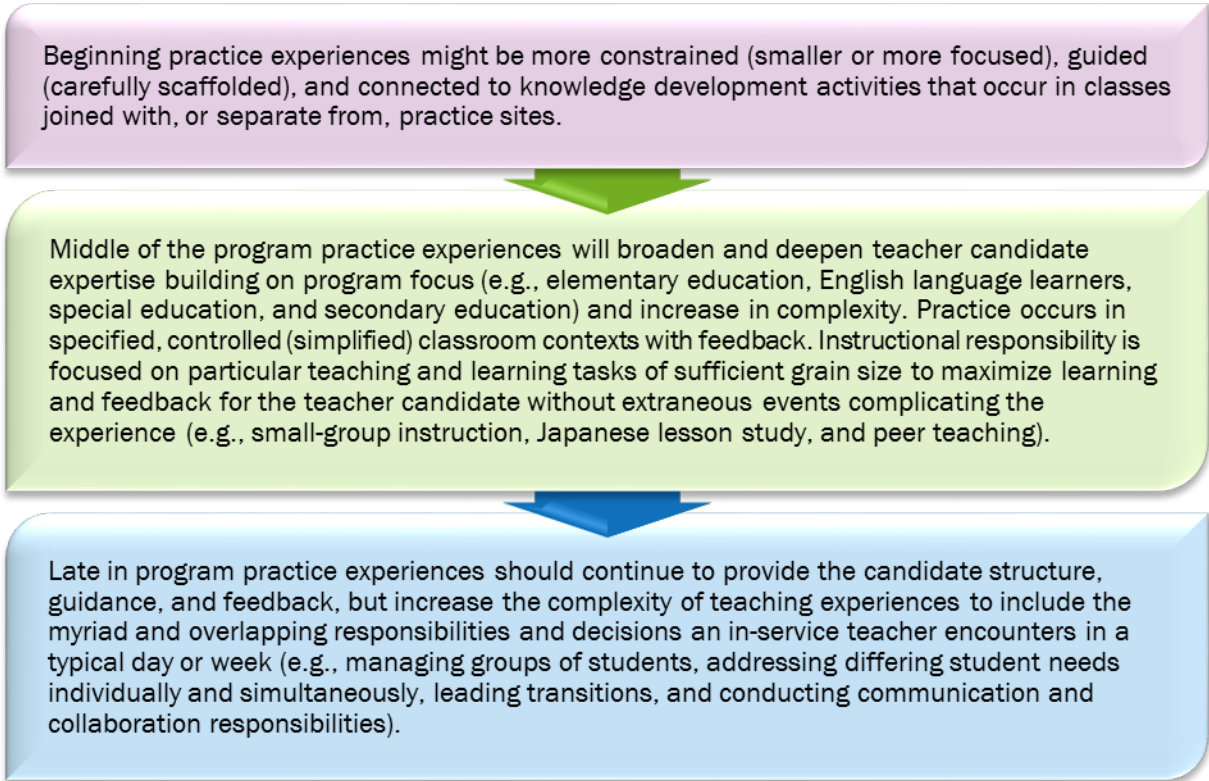 Beginning practice experiences might be more constrained (smaller or more focused), guided
(carefully scaffolded), and connected to knowledge development activities that occur in classes
joined with, or separate from, practice sites.
Middle of the program practice experiences will broaden and deepen teacher candidate
expertise building on program focus (e.g., elementary education, English language learners,
special education, and secondary education) and increase in complexity. Practice occurs in
specified, controlled (simplified) classroom contexts with feedback. Instructional responsibility is
focused on particular teaching and learning tasks of sufficient grain size to maximize learning
and feedback for the teacher candidate without extraneous events complicating the
experience (e.g., small-group instruction, Japanese lesson study, and peer teaching).
Late in program practice experiences should continue to provide the candidate structure,
guidance, and feedback, but increase the complexity of teaching experiences to include the
myriad and overlapping responsibilities and decisions an in-service teacher encounters in a
typical day or week (e.g., managing groups of students, addressing differing student needs
individually and simultaneously, leading transitions, and conducting communication and
collaboration responsibilities).